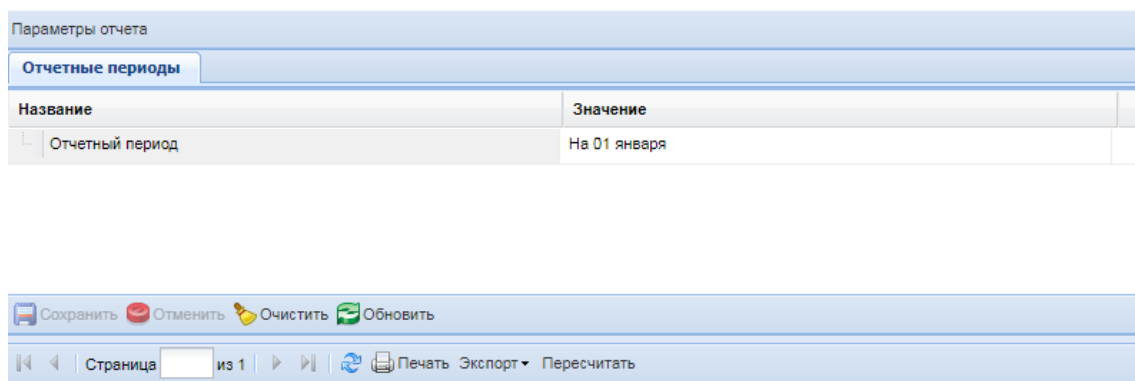 Параметры отчета
Отчетные периоды
Название Значение
Отчетный период На 01 января
Сохранить Отменить Очистить Обновить
Страница из 1 Печать Экспорт Пересчитать